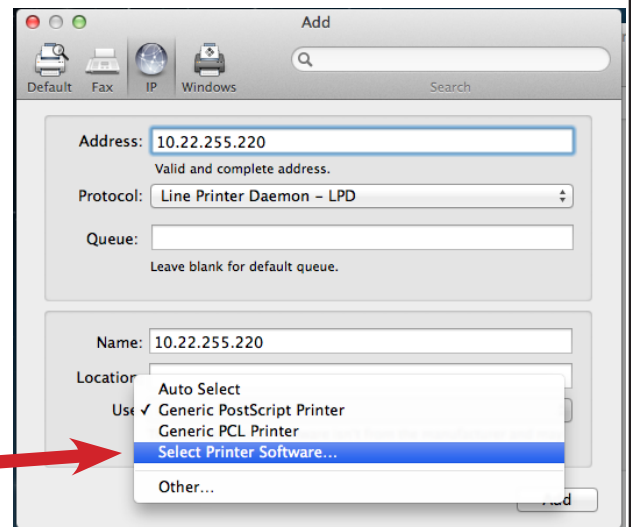 Add
Default Fax IP Windows Search
Address: 10.22.255.220
Valid and complete address.
Protocol: Line Printer Daemon – LPD
Queue:
Leave blank for default queue.
Name: 10.22.255.220
Location
Auto Select
Use ✓ Generic PostScript Printer
Generic PCL Printer
Select Printer Software...
Other...
Add